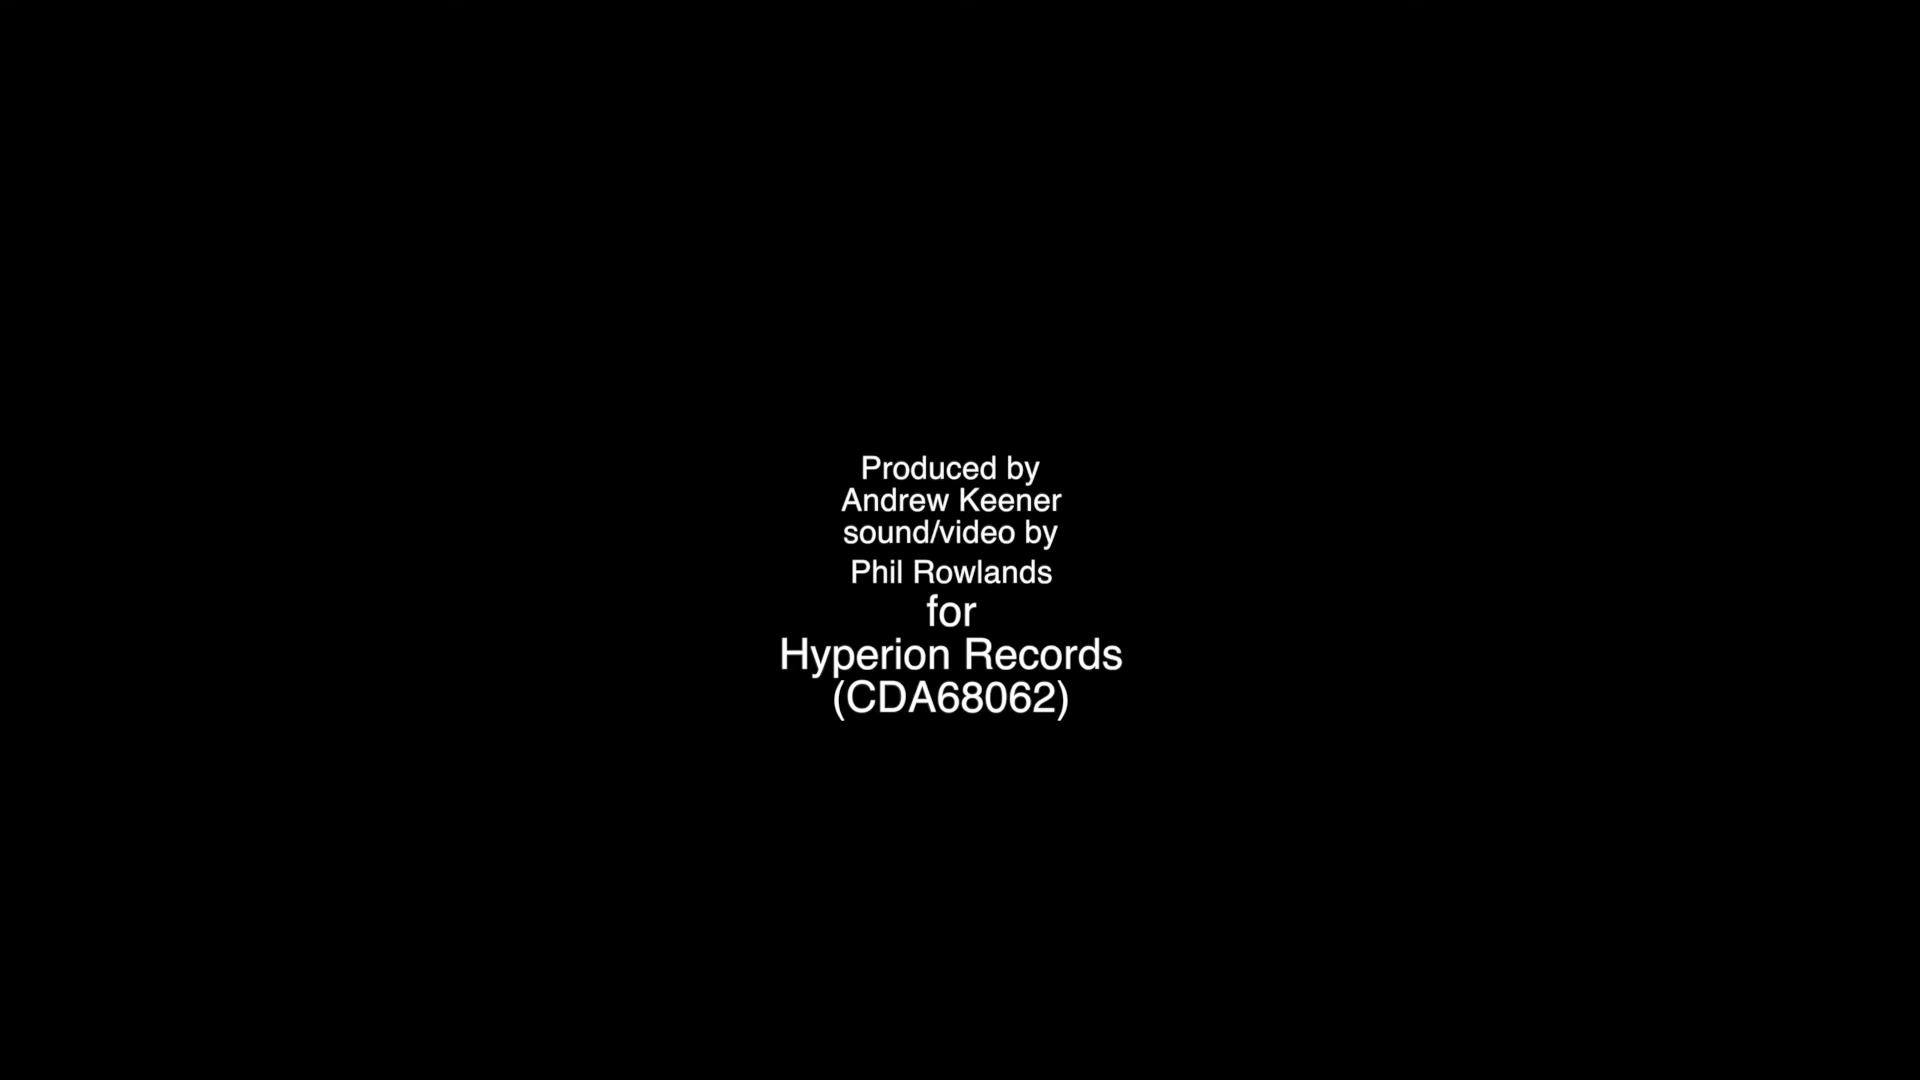 Produced by
Andrew Keener
sound/video by
Phil Rowlands
for
Hyperion Records
(CDA68062)